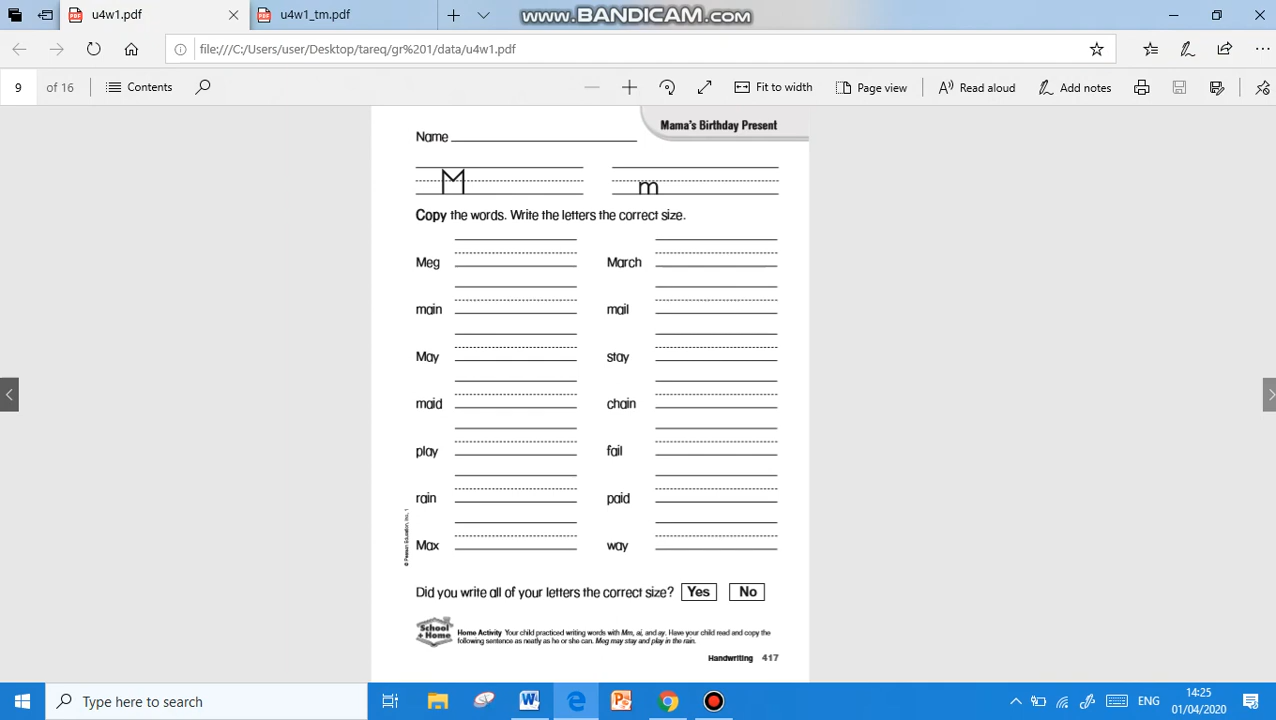 u4w1.pdf
u4w1tm.pdf
www.BANDICAM.com
file:///C:/Users/user/Desktop/tareq/gr%201/data/u4w1.pdf
9 of 16
Contents
Fit to width
Page view
Read aloud
Add notes
Mama's Birthday Present
Name
M
m
Copy the words. Write the letters the correct size.
Meg
March
main
mail
May
stay
maid
chain
play
fail
rain
paid
Max
way
© Pearson Education, Inc., 1
Did you write all of your letters the correct size? Yes No
School + Home
Home Activity Your child practiced writing words with Mm, ai, and ay. Have your child read and copy the
following sentence as neatly as he or she can. Meg may stay and play in the rain.
Handwriting 417
Type here to search
ENG
14:25
01/04/2020